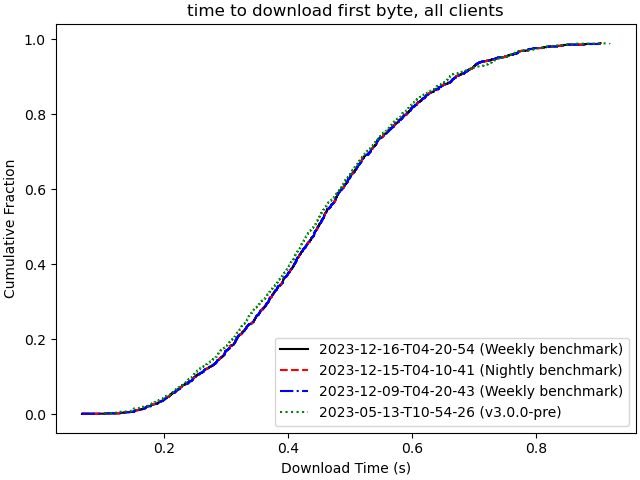 time to download first byte, all clients
1.0
0.8
0.6
0.4
0.2
0.0
Cumulative Fraction
2023-12-16-T04-20-54 (Weekly benchmark)
2023-12-15-T04-10-41 (Nightly benchmark)
2023-12-09-T04-20-43 (Weekly benchmark)
2023-05-13-T10-54-26 (v3.0.0-pre)
0.2
0.4
0.6
0.8
Download Time (s)